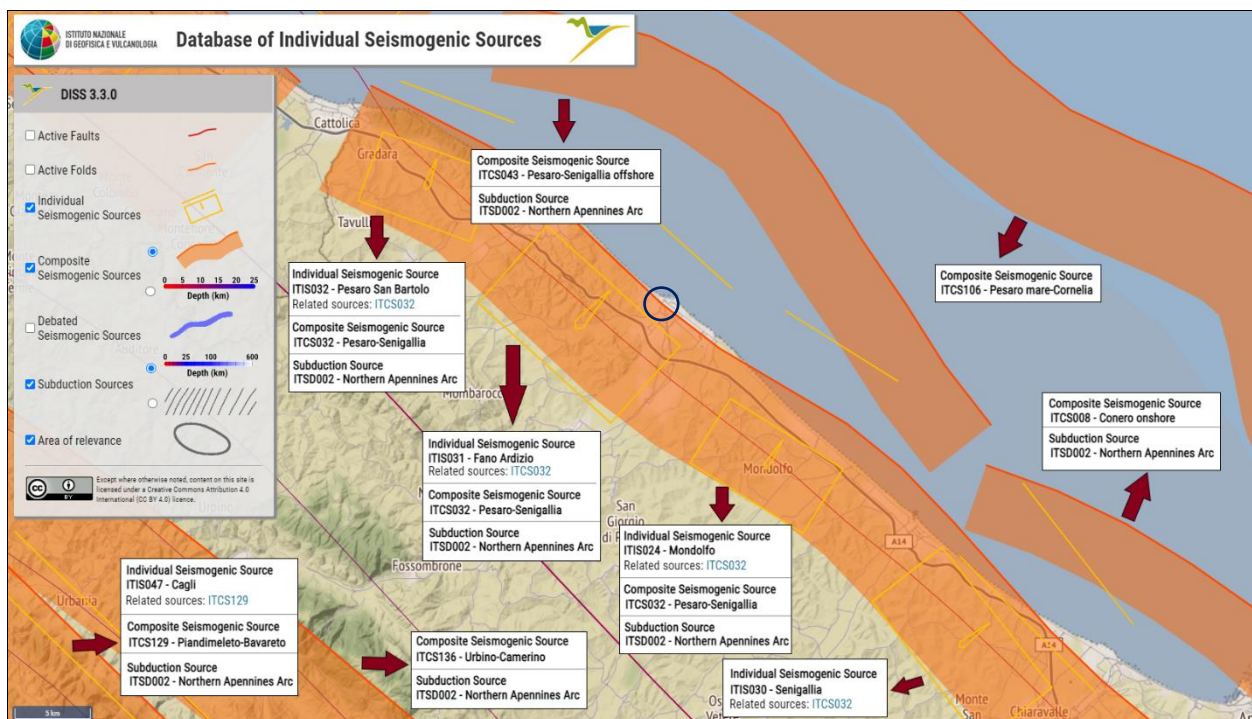 ISTITUTO NAZIONALE
DI GEOFISICA E VULCANOLOGIA
Database of Individual Seismogenic Sources
DISS 3.3.0
Active Faults
Active Folds
Individual
Seismogenic Sources
Composite
Seismogenic Sources
0 5 10 15 20 25
Depth (km)
Debated
Seismogenic Sources
0 25 100 600
Depth (km)
Subduction Sources
Area of relevance
CC BY
Except where otherwise noted, content on this site is
licensed under a Creative Commons Attribution 4.0
International (CC BY 4.0) licence.
Cattolica
Gradara
Tavull
Composite Seismogenic Source
ITCS043 - Pesaro-Senigallia offshore
Subduction Source
ITSD002 - Northern Apennines Arc
Individual Seismogenic Source
ITIS032 - Pesaro San Bartolo
Related sources: ITCS032
Composite Seismogenic Source
ITCS032 - Pesaro-Senigallia
Subduction Source
ITSD002 - Northern Apennines Arc
Composite Seismogenic Source
ITCS106 - Pesaro mare-Cornelia
Mombaroc
Composite Seismogenic Source
ITCS008 - Conero onshore
Subduction Source
ITSD002 - Northern Apennines Arc
Individual Seismogenic Source
ITIS031 - Fano Ardizio
Related sources: ITCS032
Composite Seismogenic Source
ITCS032 - Pesaro-Senigallia
Subduction Source
ITSD002 - Northern Apennines Arc
Mondolfo
San
Giorgio
di P
Individual Seismogenic Source
ITIS024 - Mondolfo
Related sources: ITCS032
Composite Seismogenic Source
ITCS032 - Pesaro-Senigallia
Subduction Source
ITSD002 - Northern Apennines Arc
A14
Fossombrone
Urbania
Individual Seismogenic Source
ITIS047 - Cagli
Related sources: ITCS129
Composite Seismogenic Source
ITCS129 - Piandimeleto-Bavareto
Subduction Source
ITSD002 - Northern Apennines Arc
Composite Seismogenic Source
ITCS136 - Urbino-Camerino
Subduction Source
ITSD002 - Northern Apennines Arc
A14
Individual Seismogenic Source
ITIS030 - Senigallia
Related sources: ITCS032
Monte
San
Chiaravalle
5 km